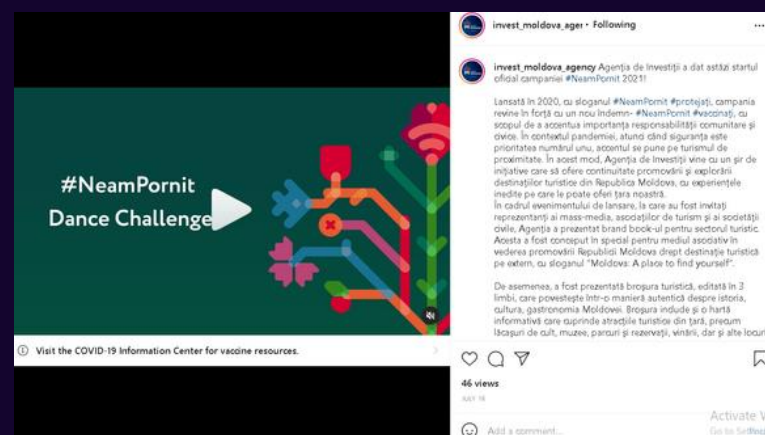 #NeamPornit
Dance Challenge
Visit the COVID-19 Information Center for vaccine resources.
invest_moldova_ager • Following
...
invest_moldova_agency Agenția de Investiții a dat astăzi startul
oficial campaniei #NeamPornit 2021!
Lansată în 2020, cu sloganul #NeamPornit #protejați, campania
revine în forță cu un nou îndemn- #NeamPornit #vaccinați, cu
scopul de a accentua importanța responsabilității comunitare și
civice. În contextul pandemiei, atunci când siguranța este
prioritatea numărul unu, accentul se pune pe turismul de
proximitate. În acest mod, Agenția de Investiții vine cu un șir de
inițiative care să ofere continuitate promovării și explorării
destinațiilor turistice din Republica Moldova, cu experiențele
inedite pe care le poate oferi țara noastră.
În cadrul evenimentului de lansare, la care au fost invitați
reprezentanți ai mass-media, asociațiilor de turism și ai societății
civile, Agenția a prezentat brand book-ul pentru sectorul turistic.
Acesta a fost conceput în special pentru mediul asociativ în
vederea promovării Republicii Moldova drept destinație turistică
pe extern, cu sloganul "Moldova: A place to find yourself".
De asemenea, a fost prezentată broșura turistică, editată în 3
limbi, care povestește într-o manieră autentică despre istoria,
cultura, gastronomia Moldovei. Broșura include și o hartă
informativă care cuprinde atracțiile turistice din țară, precum
lăcașuri de cult, muzee, parcuri și rezervații, vinării, dar și alte locuri
46 views
JULY 16
Add a comment...
Activate
Go to